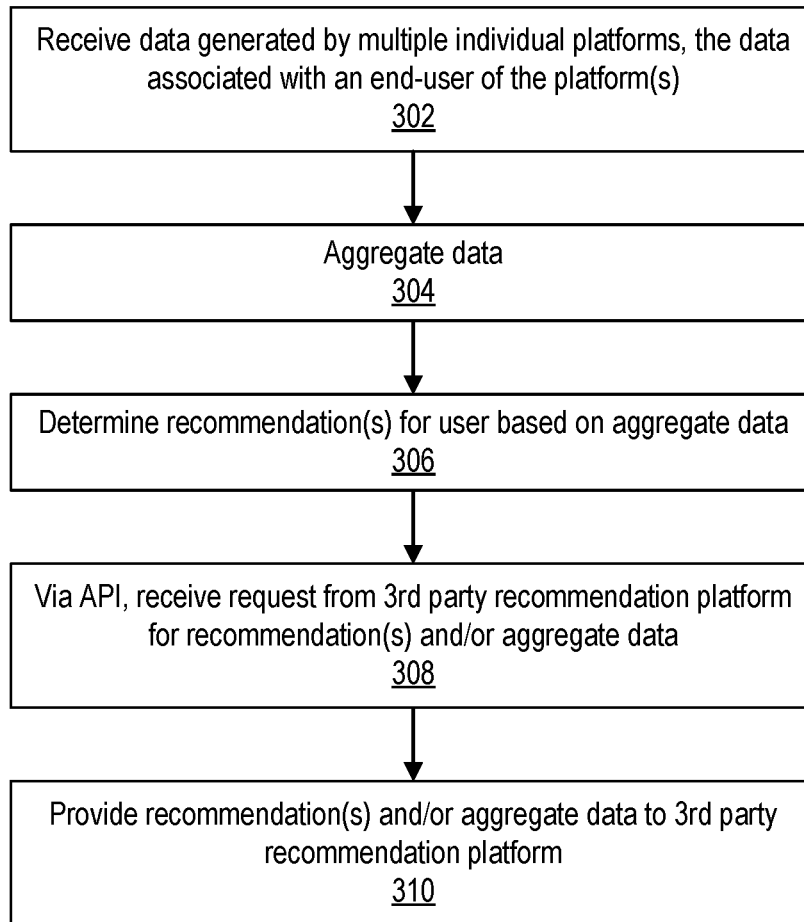 Receive data generated by multiple individual platforms, the data
associated with an end-user of the platform(s)
302
Aggregate data
304
Determine recommendation(s) for user based on aggregate data
306
Via API, receive request from 3rd party recommendation platform
for recommendation(s) and/or aggregate data
308
Provide recommendation(s) and/or aggregate data to 3rd party
recommendation platform
310